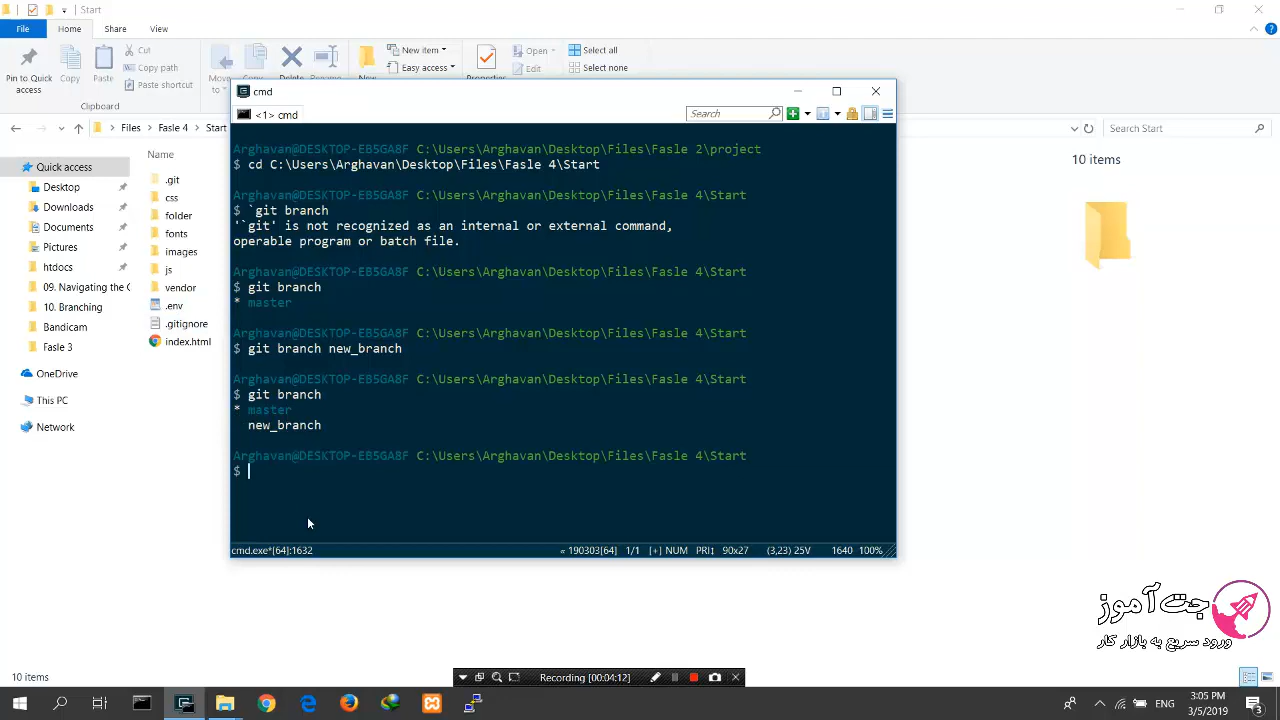 Start
File
Home
Share
View
Pin to Quick
access
Copy
Paste
Cut
Copy path
Paste shortcut
Clipboard
Move
to
Copy
Delete
Rename
New
New item
Easy access
Properties
Open
Edit
Select all
Select none
Files
Fasle 4
Start
Search Start
Quick access
Desktop
Downloads
Documents
Pictures
htdocs
09. Navigating the C
10. Branching
Bandicam
Fasle 3
OneDrive
This PC
Network
Name
.git
css
folder
fonts
images
js
vendor
.env
.gitignore
index.html
10 items
cmd
<1> cmd
Search
Arghavan@DESKTOP-EB5GA8F C:\Users\Arghavan\Desktop\Files\Fasle 2\project
$ cd C:\Users\Arghavan\Desktop\Files\Fasle 4\Start
Arghavan@DESKTOP-EB5GA8F C:\Users\Arghavan\Desktop\Files\Fasle 4\Start
$ `git branch
'`git' is not recognized as an internal or external command,
operable program or batch file.
Arghavan@DESKTOP-EB5GA8F C:\Users\Arghavan\Desktop\Files\Fasle 4\Start
$ git branch
* master
Arghavan@DESKTOP-EB5GA8F C:\Users\Arghavan\Desktop\Files\Fasle 4\Start
$ git branch new_branch
Arghavan@DESKTOP-EB5GA8F C:\Users\Arghavan\Desktop\Files\Fasle 4\Start
$ git branch
* master
new_branch
Arghavan@DESKTOP-EB5GA8F C:\Users\Arghavan\Desktop\Files\Fasle 4\Start
$
cmd.exe*[64]:1632
« 190303[64] 1/1 [+] NUM PRI↕ 90x27 (3,23) 25V 1640 100%
جت آموز
ورود سریع به بازار کار
10 items
Recording [00:04:12]
ENG
3:05 PM
3/5/2019
3